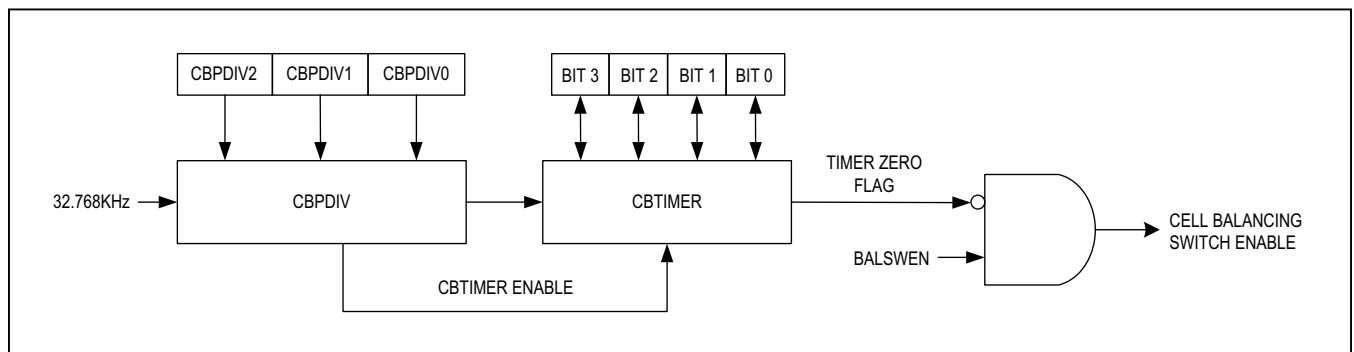 CBPDIV2 CBPDIV1 CBPDIV0
BIT 3 BIT 2 BIT 1 BIT 0
32.768KHz
CBPDIV
CBTIMER
TIMER ZERO
FLAG
CBTIMER ENABLE
BALSWEN
CELL BALANCING
SWITCH ENABLE